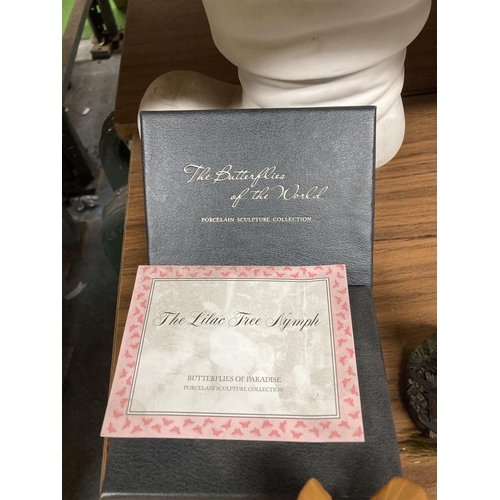 The Butterflies
of the World
PORCELAIN SCULPTURE COLLECTION
The Lilac Tree Nymph
BUTTERFLIES OF PARADISE
PORCELAIN SCULPTURE COLLECTION